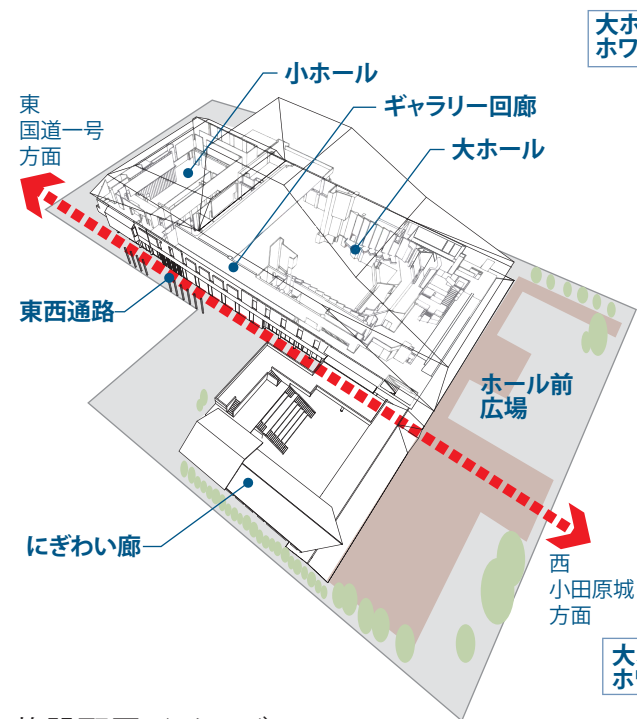 小ホール
ギャラリー回廊
大ホール
東
国道一号
方面
東西通路
ホール前
広場
にぎわい廊
西
小田原城
方面